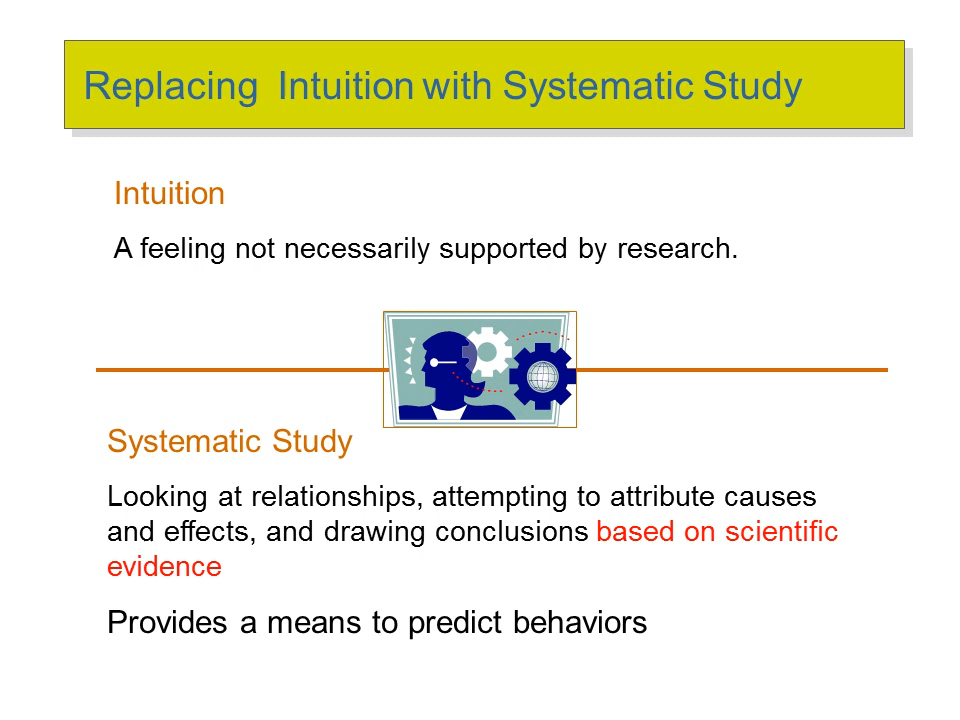 Replacing  Intuition with Systematic Study
Intuition
A feeling not necessarily supported by research.
Systematic Study
Looking at relationships, attempting to attribute causes
and effects, and drawing conclusions based on scientific
evidence
Provides a means to predict behaviors